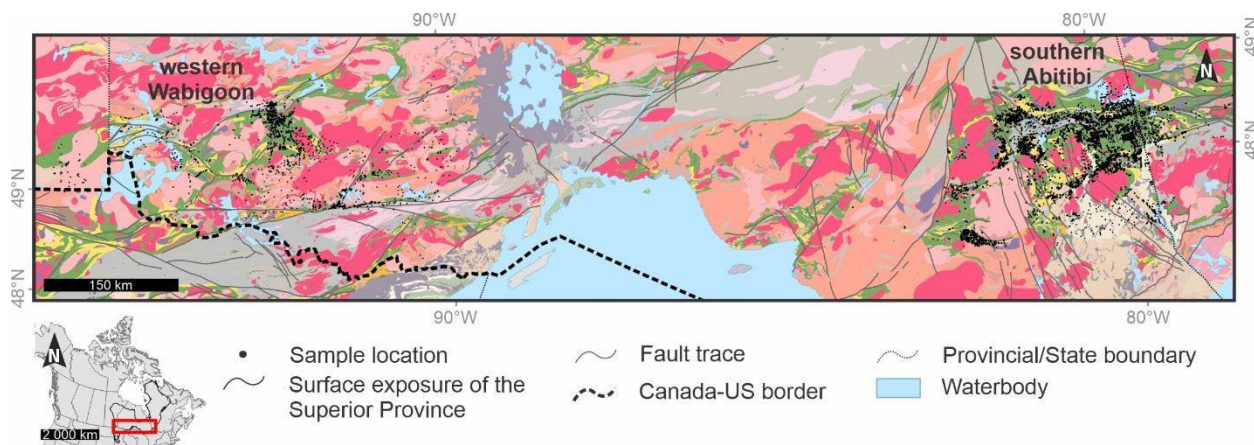 90°W
80°W
49°N
49°N
48°N
48°N
western
Wabigoon
southern
Abitibi
N
150 km
90°W
80°W
N
2 000 km
Sample location
Surface exposure of the
Superior Province
Fault trace
Canada-US border
Provincial/State boundary
Waterbody